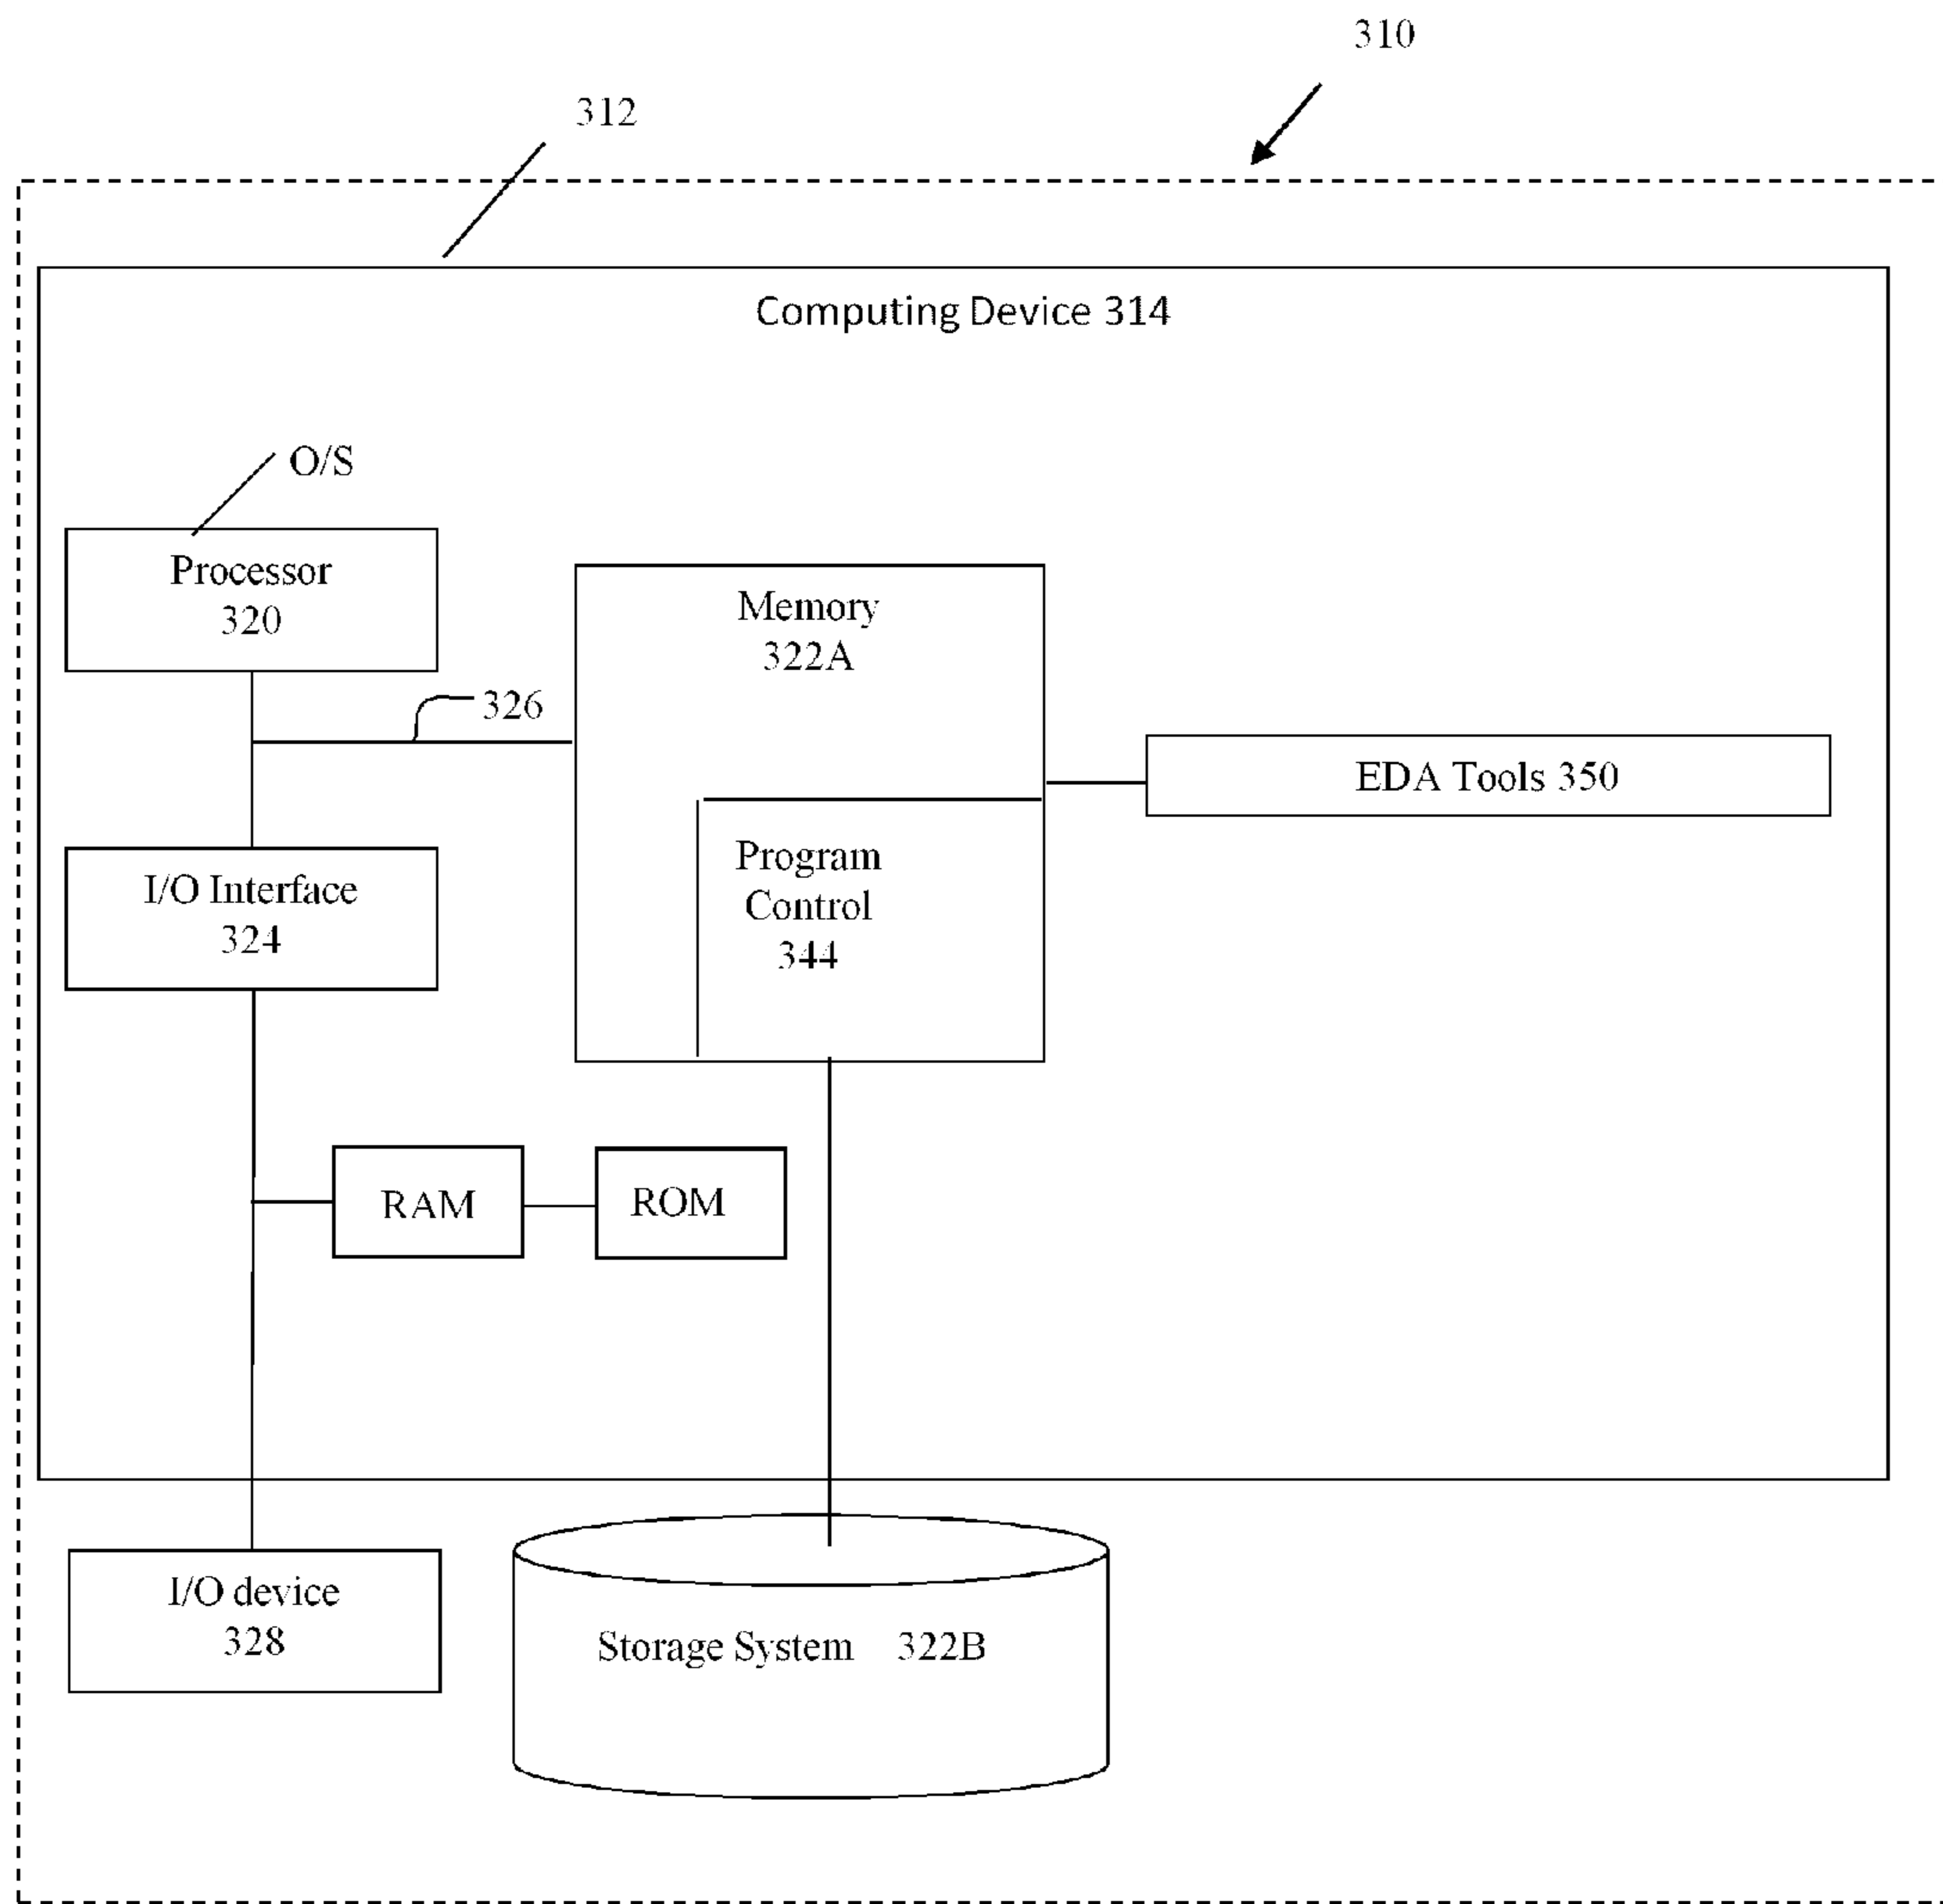 310
312
Computing Device 314
O/S
Processor
320
Memory
322A
326
EDA Tools 350
Program
Control
344
I/O Interface
324
RAM
ROM
I/O device
328
Storage System 322B